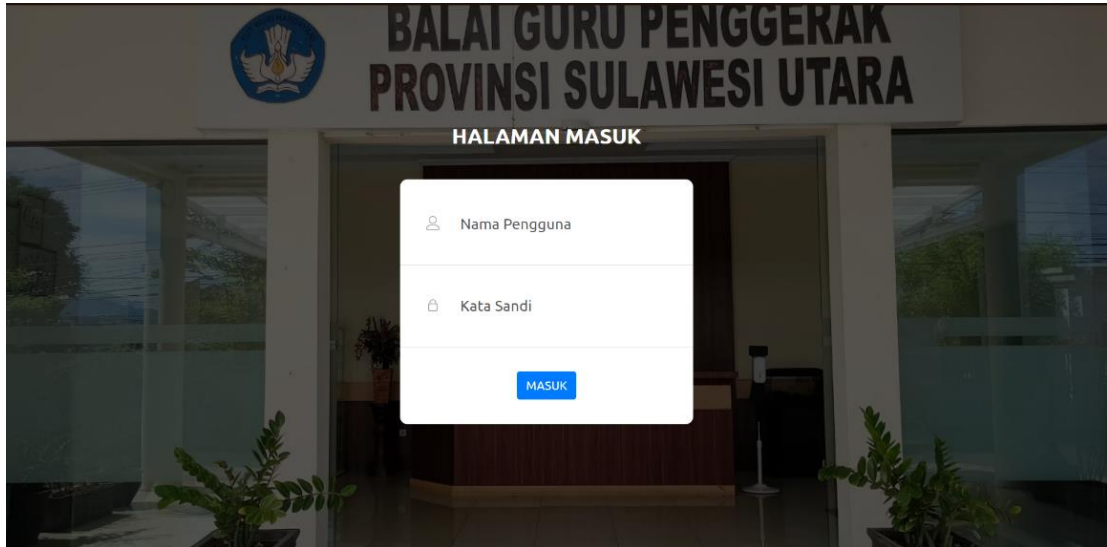 BALAI GURU PENGGERAK
PROVINSI SULAWESI UTARA
HALAMAN MASUK
Nama Pengguna
Kata Sandi
MASUK